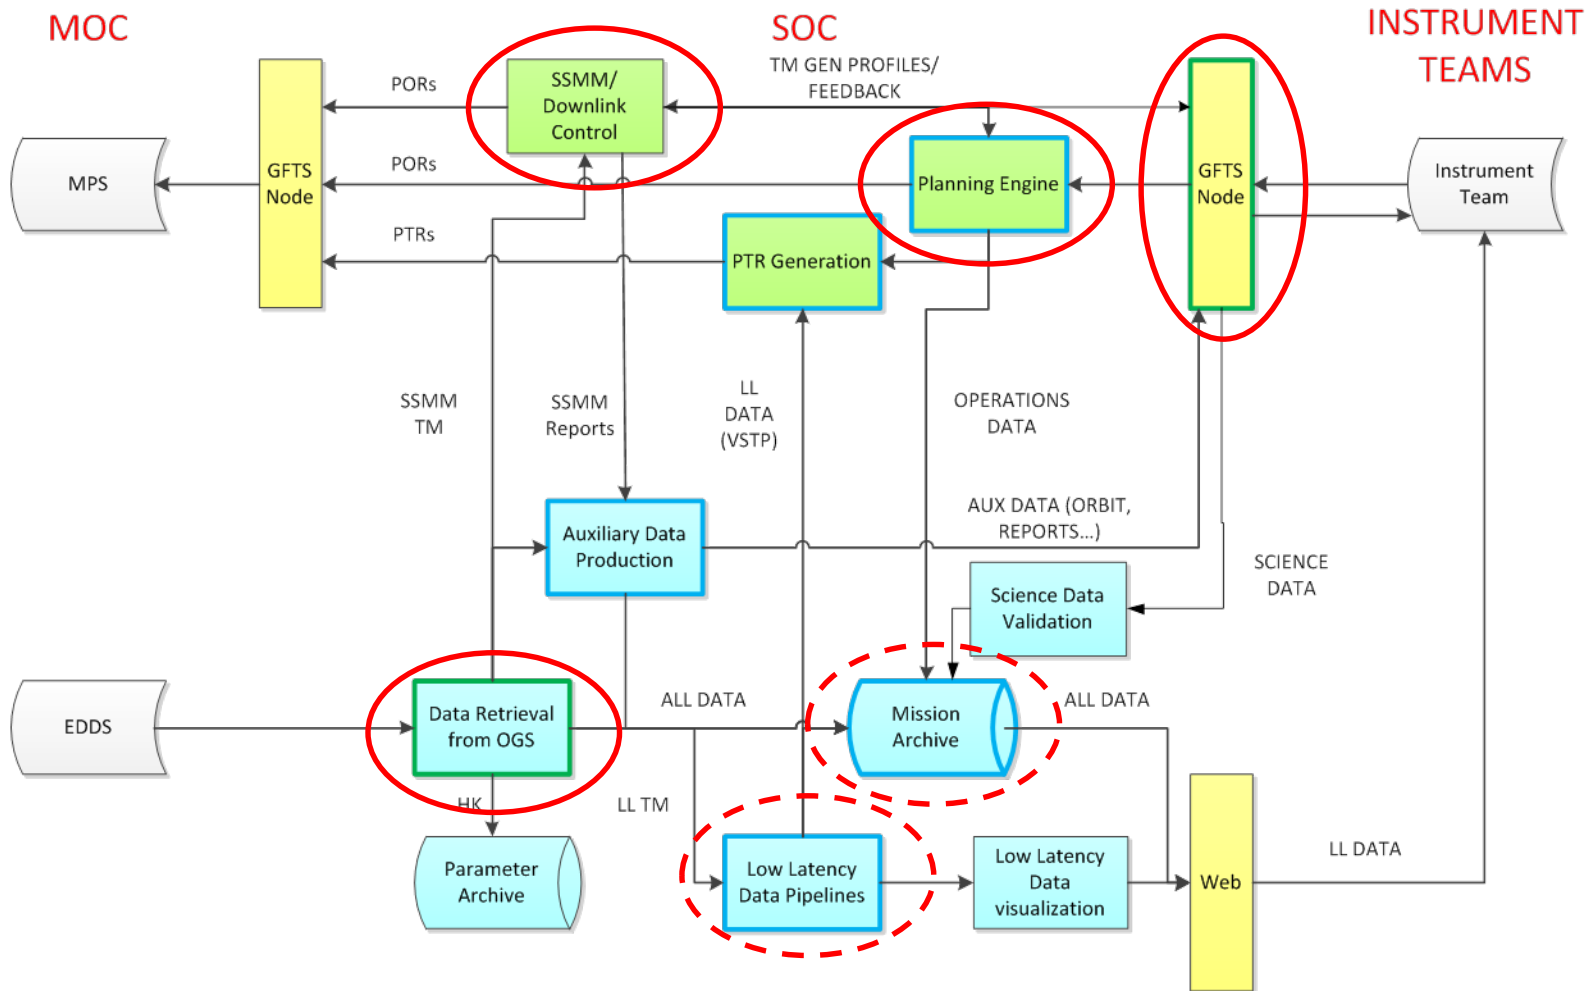 MOC
SOC
INSTRUMENT
TEAMS
PORs
SSMM/
Downlink
Control
TM GEN PROFILES/
FEEDBACK
MPS
GFTS
Node
PORs
Planning Engine
GFTS
Node
Instrument
Team
PTRs
PTR Generation
SSMM
TM
SSMM
Reports
LL
DATA
(VSTP)
OPERATIONS
DATA
Auxiliary Data
Production
AUX DATA (ORBIT,
REPORTS...)
SCIENCE
DATA
Science Data
Validation
EDDS
Data Retrieval
from OGS
ALL DATA
Mission
Archive
ALL DATA
HK
LL TM
Parameter
Archive
Low Latency
Data Pipelines
Low Latency
Data
visualization
Web
LL DATA